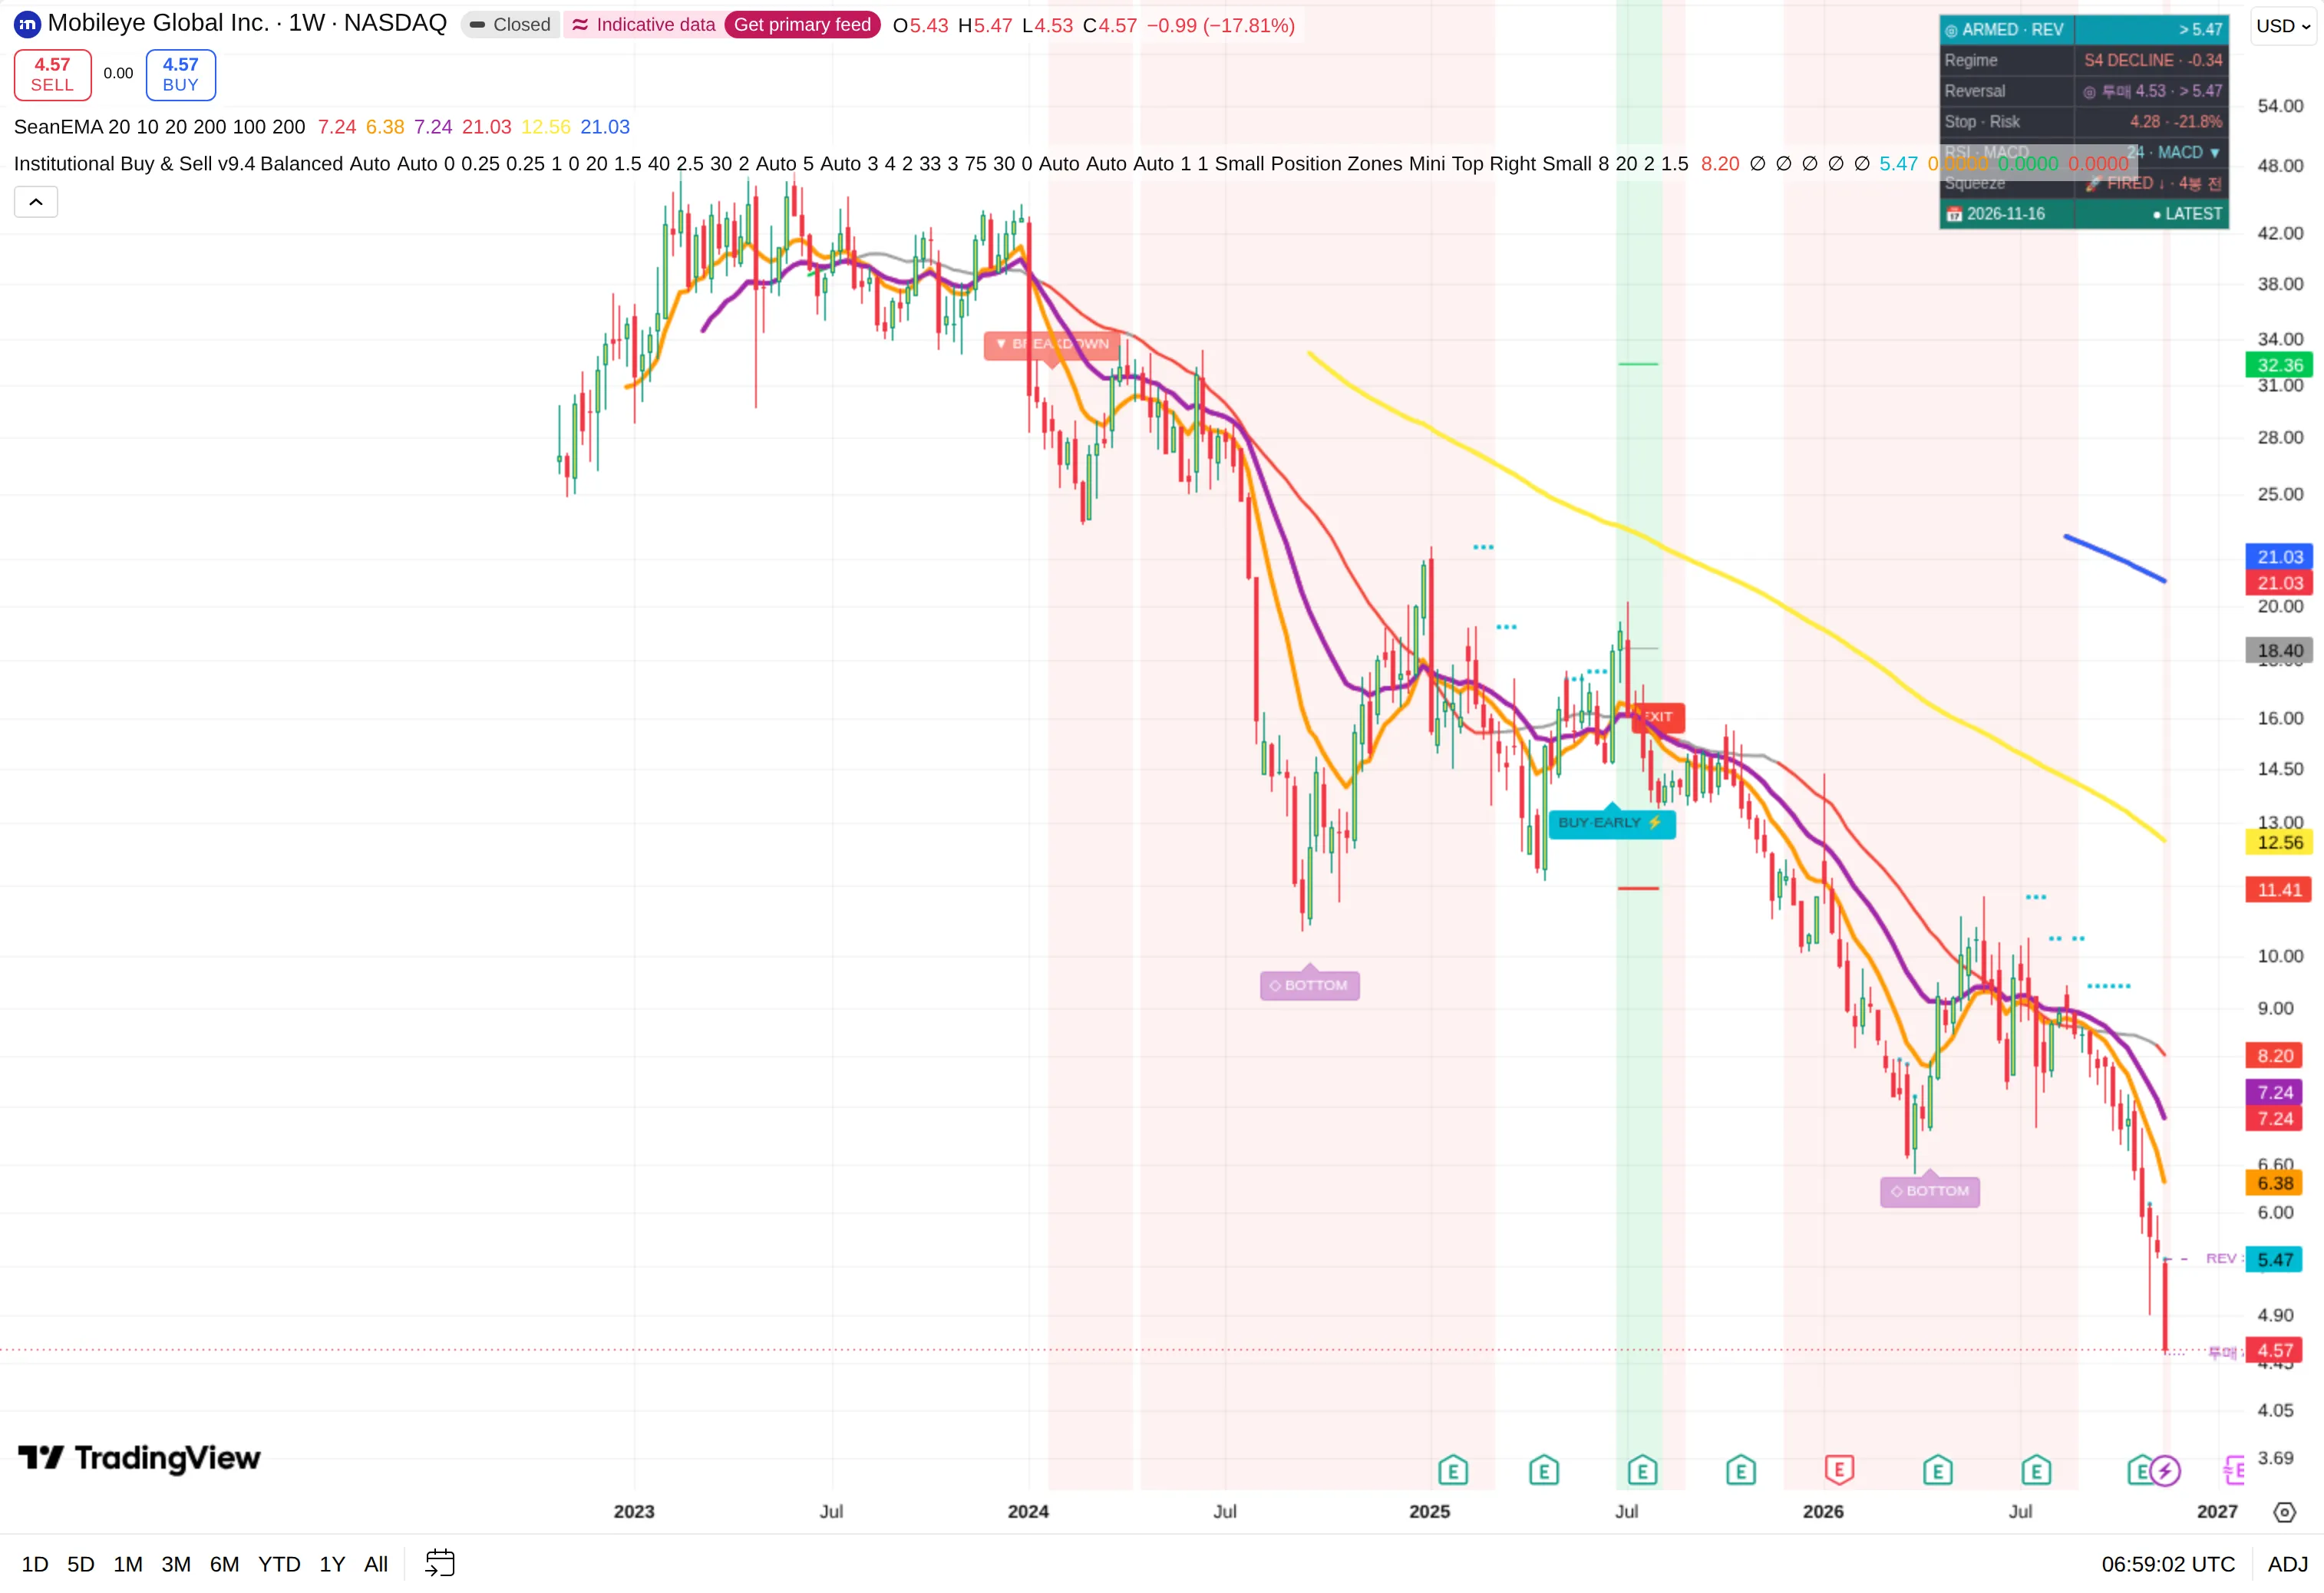 Mobileye Global Inc. · 1W · NASDAQ Closed Indicative data Get primary feed O5.43 H5.47 L4.53 C4.57 −0.99 (−17.81%)
USD
4.57 SELL
0.00
4.57 BUY
SeanEMA 20 10 20 200 100 200 7.24 6.38 7.24 21.03 12.56 21.03
Institutional Buy & Sell v9.4 Balanced Auto Auto 0 0.25 0.25 1 0 20 1.5 40 2.5 30 2 Auto 5 Auto 3 4 2 33 3 75 30 0 Auto Auto Auto 1 1 Small Position Zones Mini Top Right Small 8 20 2 1.5 8.20 ∅ ∅ ∅ ∅ ∅ 5.47 0.0000 0.0000 0.0000
◎ ARMED · REV > 5.47
Regime S4 DECLINE · -0.34
Reversal ◎ 투매 4.53 · > 5.47
Stop · Risk 4.28 · -21.8%
RSI · MACD 24 · MACD ▼
Squeeze 🚀 FIRED ↓ · 4봉 전
📅 2026-11-16 ● LATEST
54.00
48.00
42.00
38.00
34.00
32.36
31.00
28.00
25.00
21.03
21.03
20.00
18.40
16.00
14.50
13.00
12.56
11.41
10.00
9.00
8.20
7.24
7.24
6.60
6.38
6.00
5.47
4.90
4.57
4.45
4.05
3.69
▼ BREAKDOWN
EXIT
BUY·EARLY ⚡
◇ BOTTOM
◇ BOTTOM
REV
투매
TradingView
E E E E E E E E E
2023 Jul 2024 Jul 2025 Jul 2026 Jul 2027
1D 5D 1M 3M 6M YTD 1Y All
06:59:02 UTC ADJ